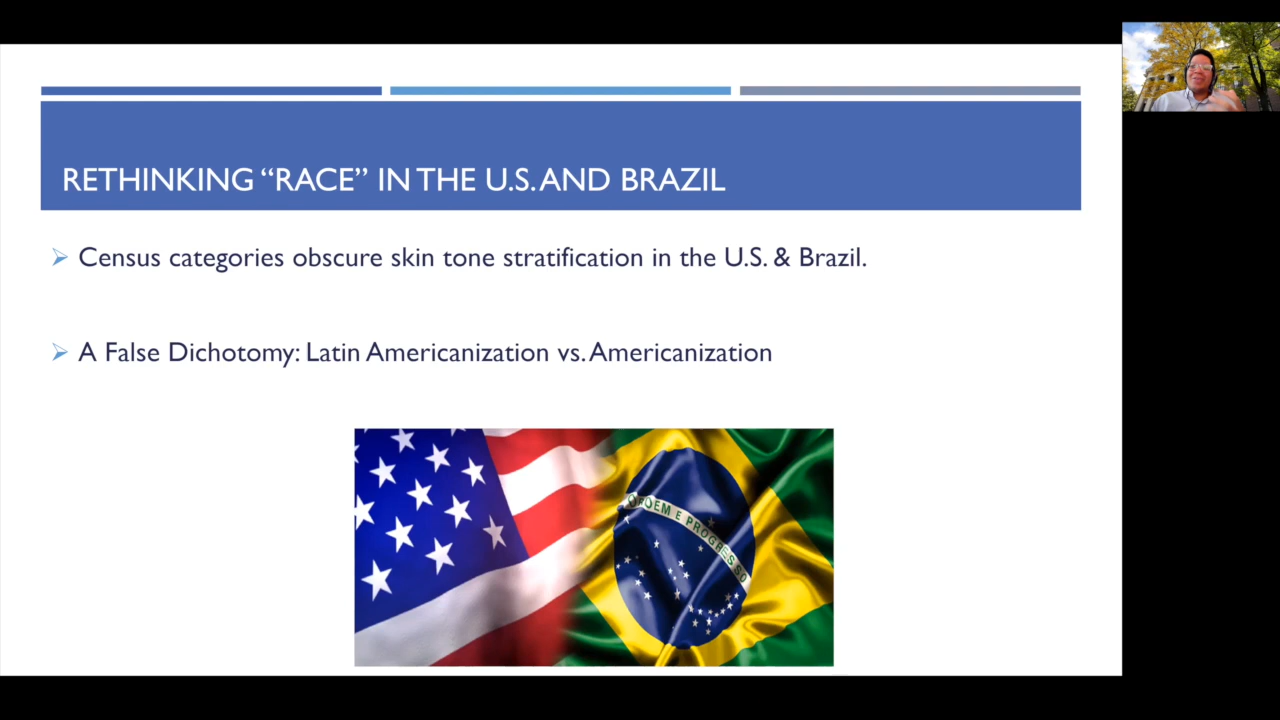 RETHINKING “RACE” IN THE U.S. AND BRAZIL
Census categories obscure skin tone stratification in the U.S. & Brazil.
A False Dichotomy: Latin Americanization vs. Americanization
ORDEM E PROGRESSO